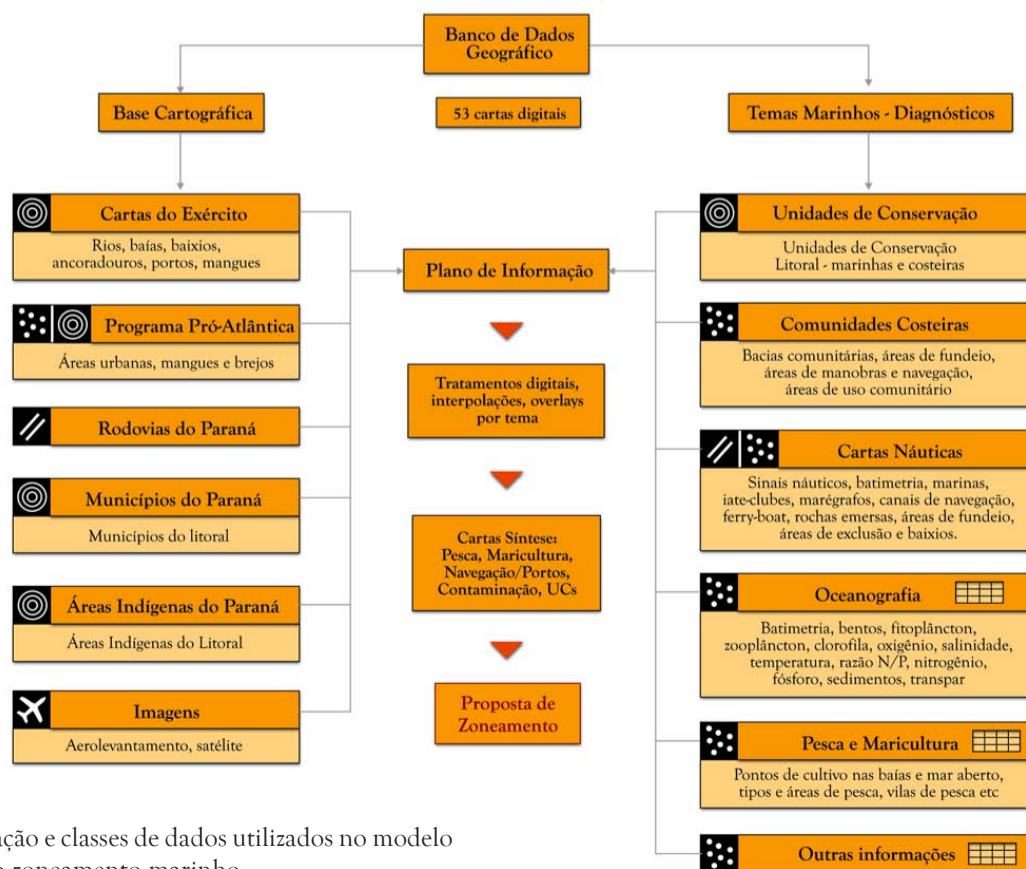 Banco de Dados
Geográfico
53 cartas digitais
Base Cartográfica
Temas Marinhos - Diagnósticos
Cartas do Exército
Rios, baías, baixios,
ancoradouros, portos, mangues
Programa Pró-Atlântica
Áreas urbanas, mangues e brejos
Rodovias do Paraná
Municípios do Paraná
Municípios do litoral
Áreas Indígenas do Paraná
Áreas Indígenas do Litoral
Imagens
Aerolevantamento, satélite
Plano de Informação
Tratamentos digitais,
interpolações, overlays
por tema
Cartas Síntese:
Pesca, Maricultura,
Navegação/Portos,
Contaminação, UCs
Proposta de
Zoneamento
Unidades de Conservação
Unidades de Conservação
Litoral - marinhas e costeiras
Comunidades Costeiras
Bacias comunitárias, áreas de fundeio,
áreas de manobras e navegação,
áreas de uso comunitário
Cartas Náuticas
Sinais náuticos, batimetria, marinas,
iate-clubes, marégrafos, canais de navegação,
ferry-boat, rochas emersas, áreas de fundeio,
áreas de exclusão e baixios.
Oceanografia
Batimetria, bentos, fitoplâncton,
zooplâncton, clorofila, oxigênio, salinidade,
temperatura, razão N/P, nitrogênio,
fósforo, sedimentos, transpar
Pesca e Maricultura
Pontos de cultivo nas baías e mar aberto,
tipos e áreas de pesca, vilas de pesca etc
Outras informações
ação e classes de dados utilizados no modelo
zoneamento marinho